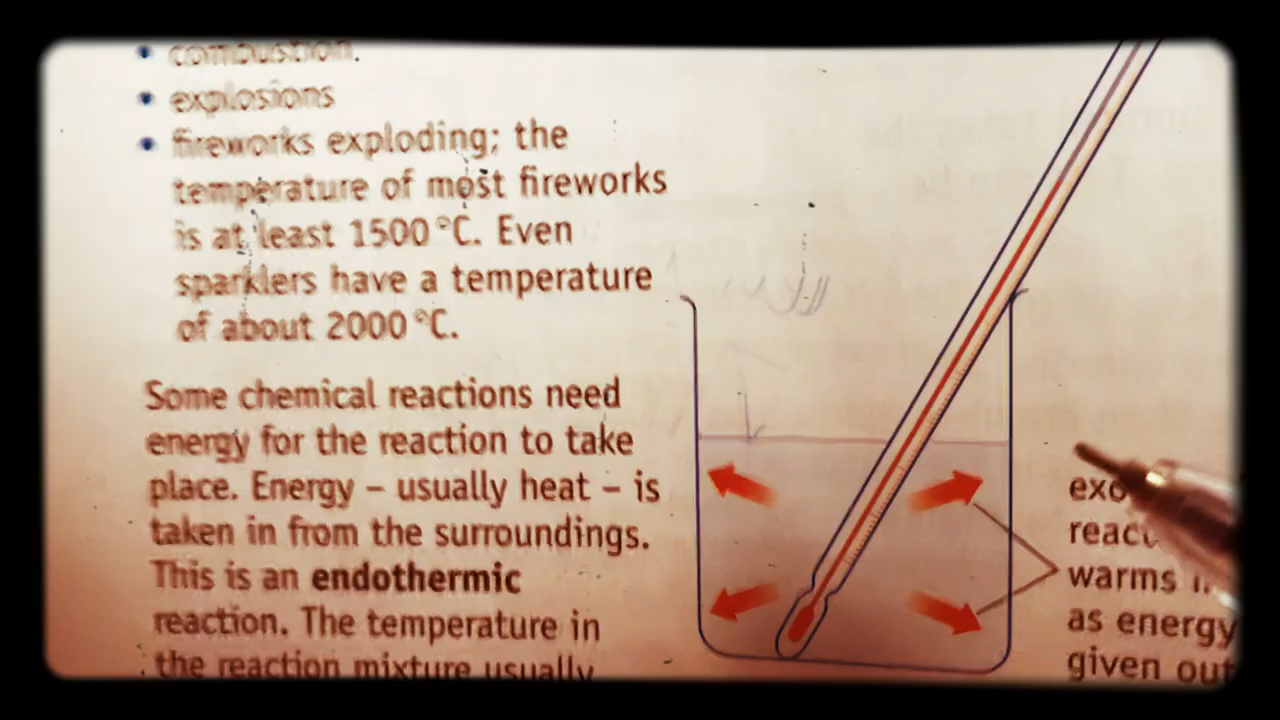 combustion.
• explosions
• fireworks exploding; the
temperature of most fireworks
is at least 1500 °C. Even
sparklers have a temperature
of about 2000 °C.
Some chemical reactions need
energy for the reaction to take
place. Energy – usually heat – is
taken in from the surroundings.
This is an endothermic
reaction. The temperature in
the reaction mixture usually
warms
as energy
given out